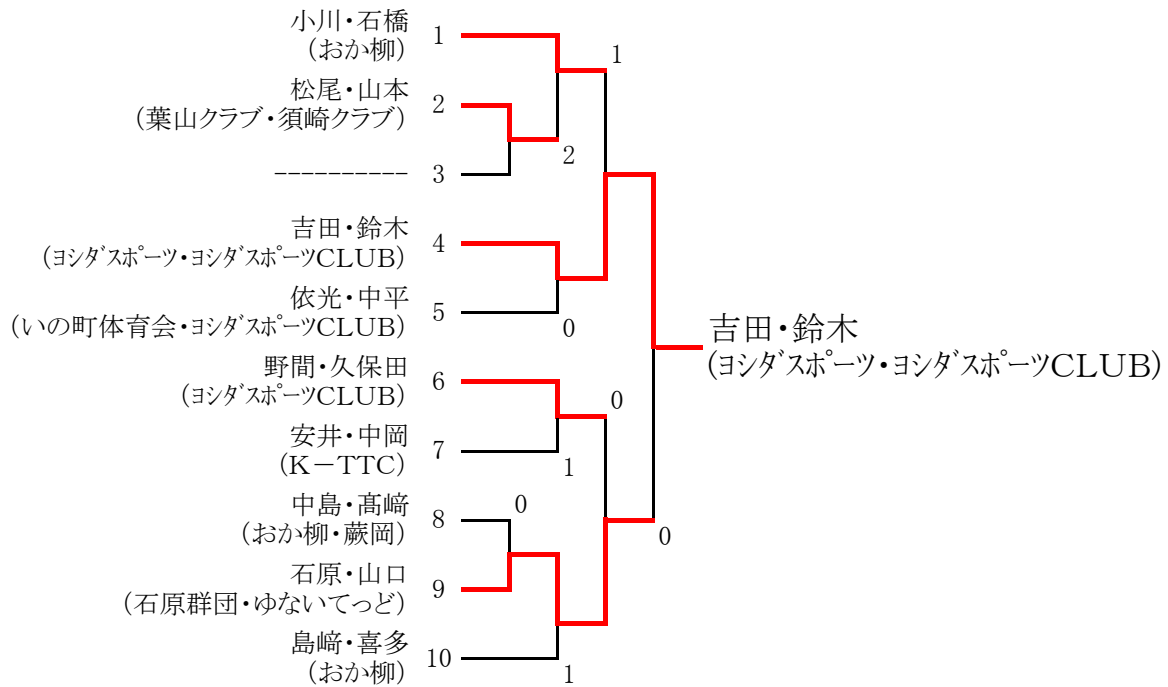 小川・石橋
(おか柳)
1
1
松尾・山本
(葉山クラブ・須崎クラブ)
2
2
----------
3
吉田・鈴木
(ﾖｼﾀﾞｽﾎﾟｰﾂ・ﾖｼﾀﾞｽﾎﾟｰﾂCLUB)
4
依光・中平
(いの町体育会・ﾖｼﾀﾞｽﾎﾟｰﾂCLUB)
5
0
吉田・鈴木
(ﾖｼﾀﾞｽﾎﾟｰﾂ・ﾖｼﾀﾞｽﾎﾟｰﾂCLUB)
野間・久保田
(ﾖｼﾀﾞｽﾎﾟｰﾂCLUB)
6
0
安井・中岡
(K－TTC)
7
1
中島・髙﨑
(おか柳・蕨岡)
8
0
0
石原・山口
(石原群団・ゆないてっど)
9
島﨑・喜多
(おか柳)
10
1